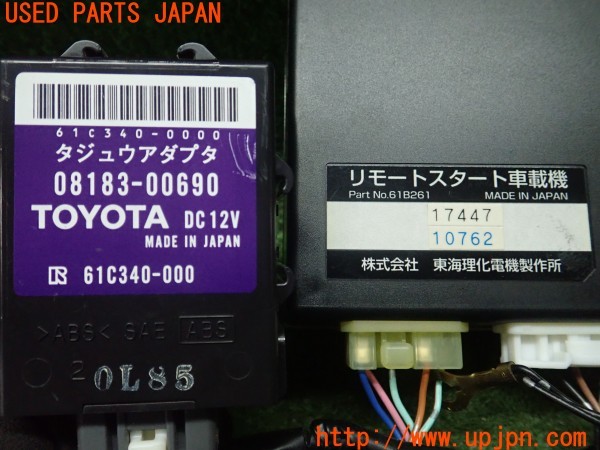 USED PARTS JAPAN
61C340-0000
タジュウアダプタ
08183-00690
TOYOTA DC12V
MADE IN JAPAN
61C340-000
>ABS< SAE ABS
2
0L85
リモートスタート車載機
Part No.61B261 MADE IN JAPAN
17447
10762
株式会社 東海理化電機製作所
http://www.upjpn.com